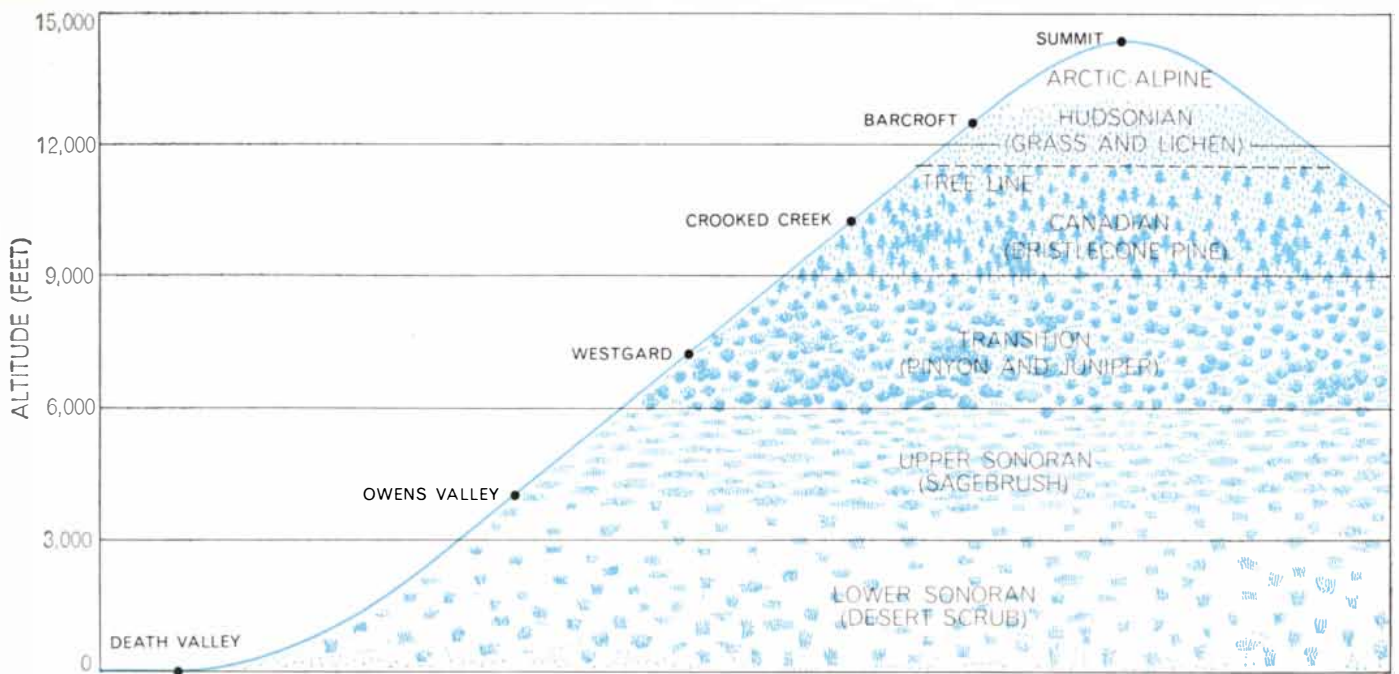 15,000
SUMMIT
ARCTIC-ALPINE
BARCROFT
HUDSONIAN
12,000
(GRASS AND LICHEN)
TREE LINE
CROOKED CREEK
CANADIAN
(BRISTLECONE PINE)
9,000
ALTITUDE (FEET)
WESTGARD
TRANSITION
(PINYON AND JUNIPER)
6,000
UPPER SONORAN
(SAGEBRUSH)
OWENS VALLEY
3,000
LOWER SONORAN
(DESERT SCRUB)
DEATH VALLEY
0